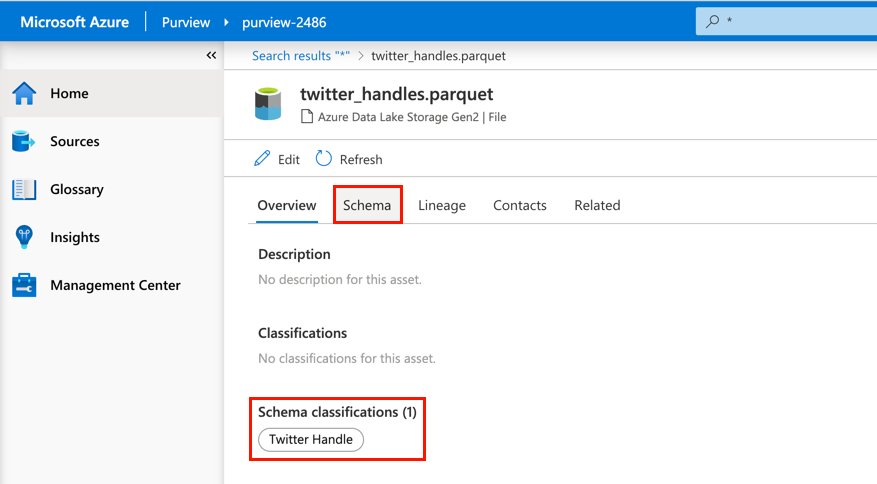 Microsoft Azure Purview purview-2486 *
«
Search results "*" > twitter_handles.parquet
Home
twitter_handles.parquet
Azure Data Lake Storage Gen2 | File
Sources
Edit Refresh
Glossary
Overview Schema Lineage Contacts Related
Insights
Description
No description for this asset.
Management Center
Classifications
No classifications for this asset.
Schema classifications (1)
Twitter Handle